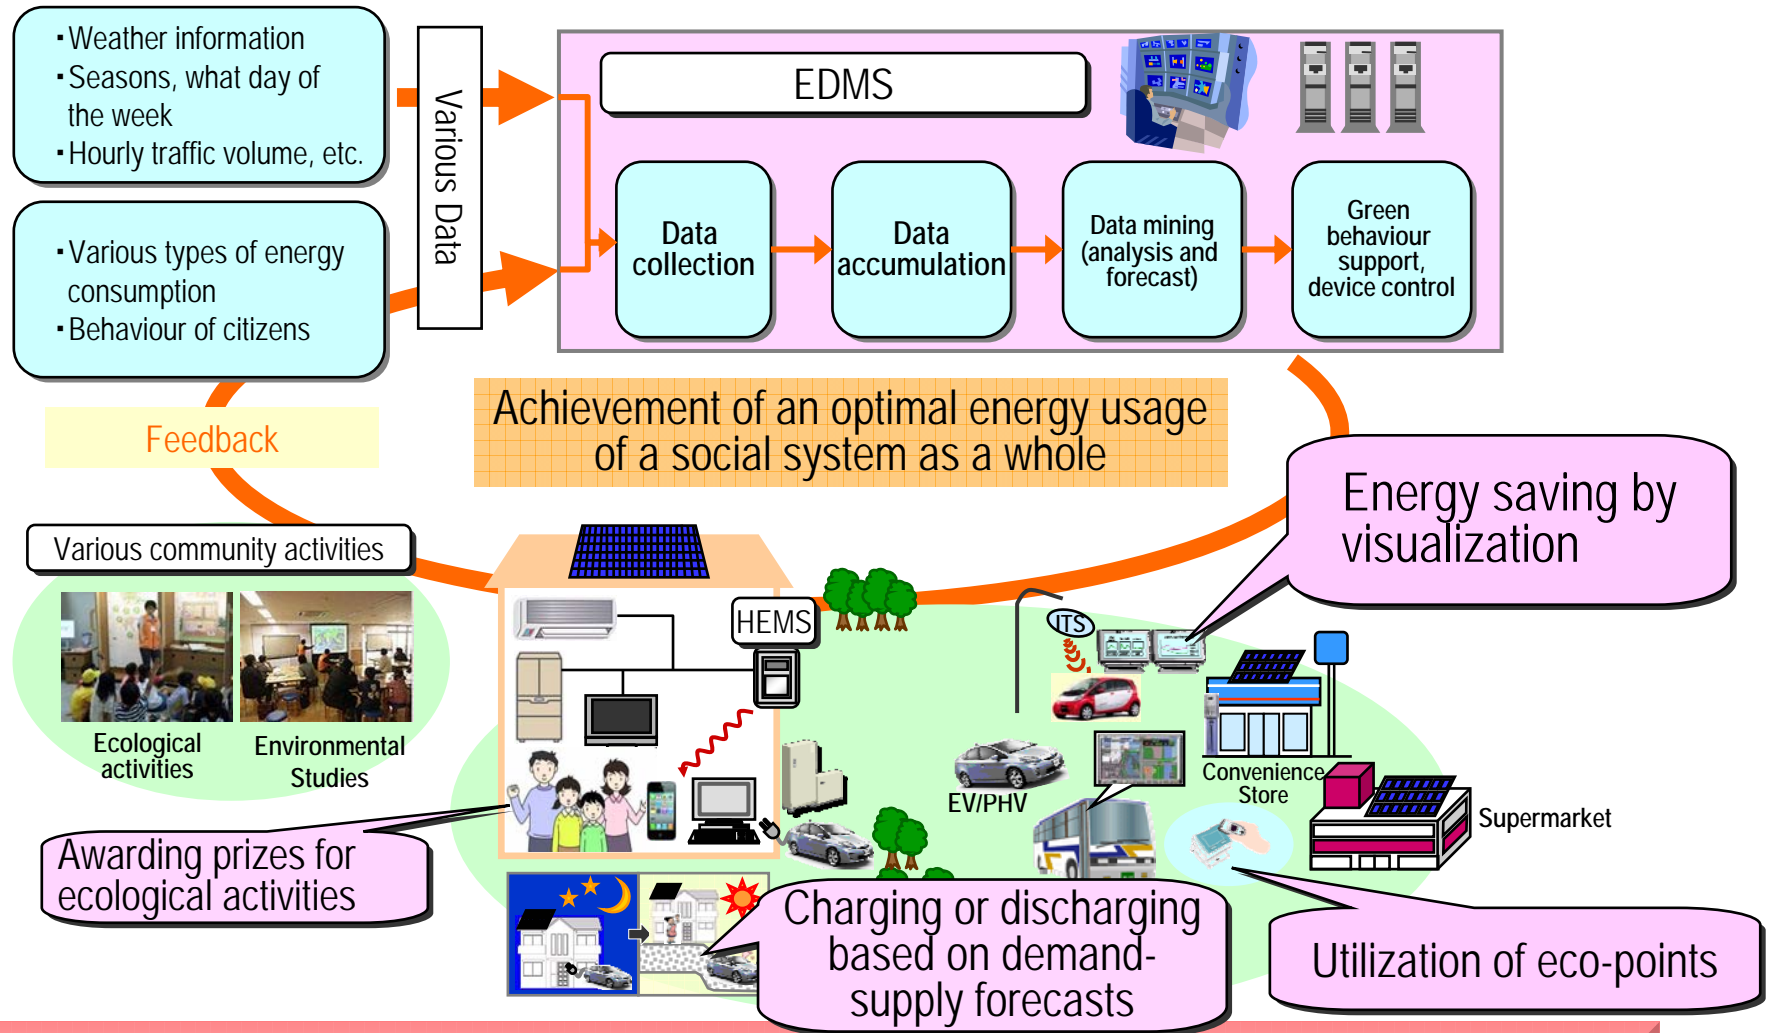 ・Weather information
・Seasons, what day of
the week
・Hourly traffic volume, etc.
・Various types of energy
consumption
・Behaviour of citizens
Various Data
EDMS
Data
collection
Data
accumulation
Data mining
(analysis and
forecast)
Green
behaviour
support,
device control
Feedback
Achievement of an optimal energy usage
of a social system as a whole
Energy saving by
visualization
Various community activities
Ecological
activities
Environmental
Studies
HEMS
ITS
EV/PHV
Convenience
Store
Supermarket
Awarding prizes for
ecological activities
Charging or discharging
based on demand-
supply forecasts
Utilization of eco-points